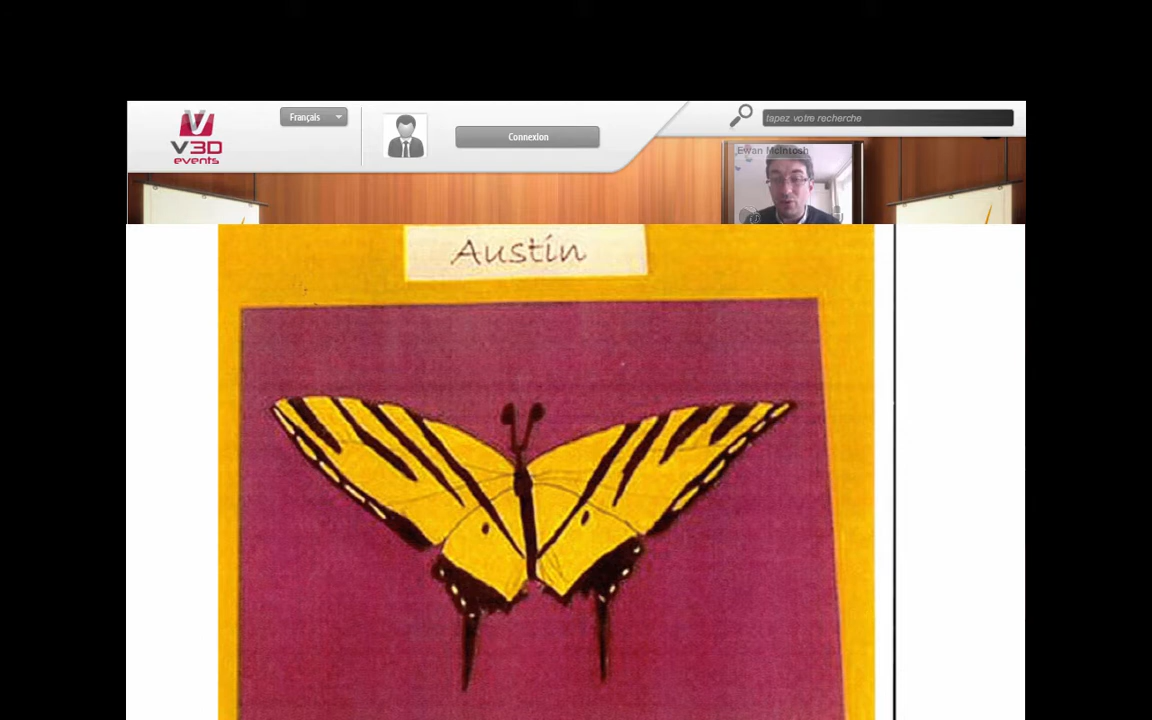 Français
V3D
events
Connexion
tapez votre recherche
Ewan McIntosh
Austin